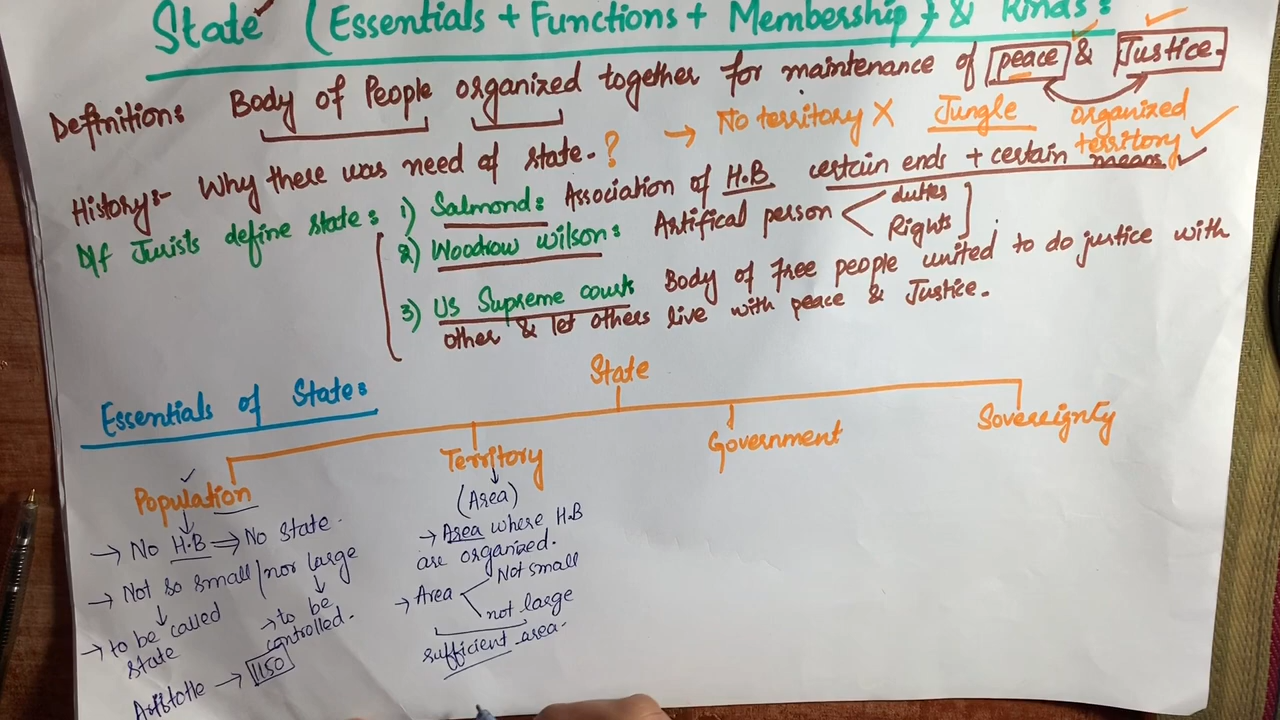 State (Essentials + Functions + Membership) & Kinds:
Definition: Body of People organized together for maintenance of peace & Justice.
→ No territory X Jungle organized territory ✓
History:- Why there was need of state. ?
Df Jurists define state: 1) Salmond: Association of H.B certain ends + certain means ✓
2) Woodrow wilson: Artifical person duties Rights
3) US Supreme court: Body of free people united to do justice with
other & let others live with peace & Justice.
Essentials of State:
State
Population
Territory
Government
Sovereignty
→ No H.B ⇒ No state.
→ Not so small / nor large
→ to be called state
→ to be controlled.
Aristotle → 1150
(Area)
→ Area where H.B
are organized.
→ Area Not small
not large
sufficient area.